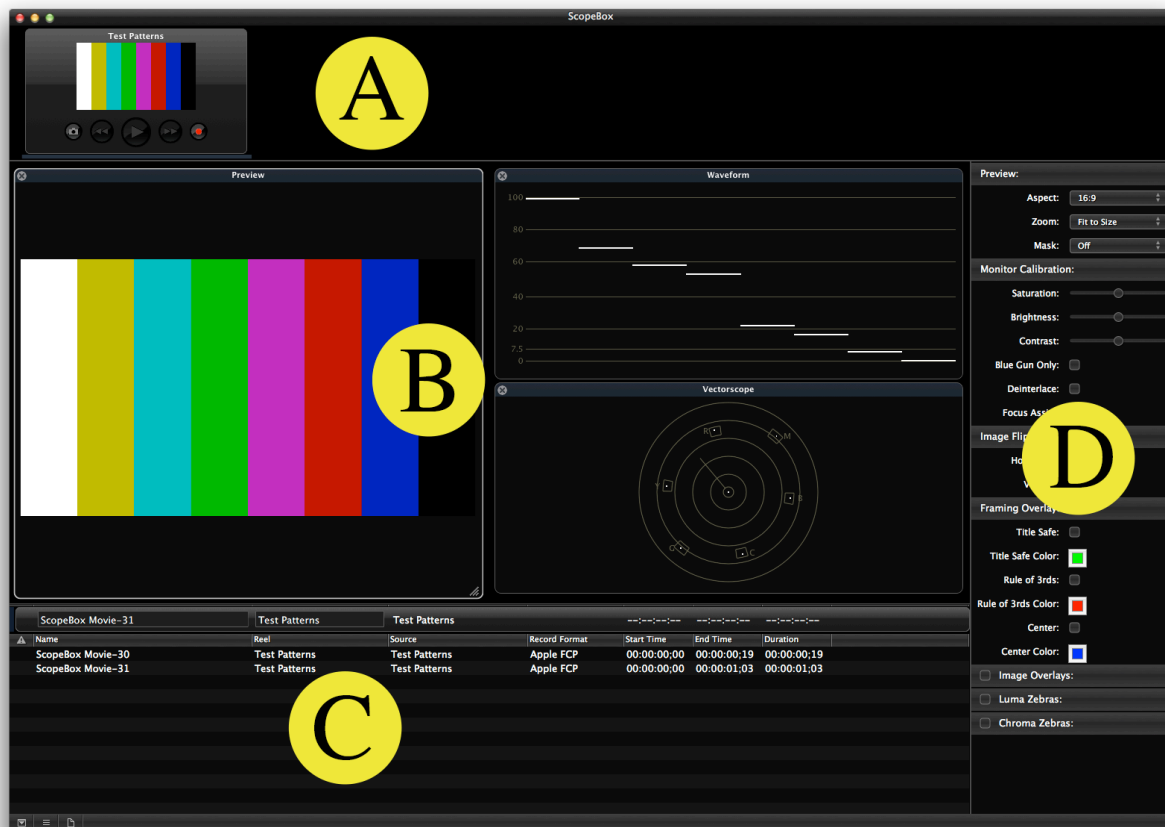 ScopeBox
Test Patterns
A
Preview
Waveform
100
80
60
40
20
7.5
0
B
Vectorscope
R
M
Y
B
G
C
Preview:
Aspect: 16:9
Zoom: Fit to Size
Mask: Off
Monitor Calibration:
Saturation:
Brightness:
Contrast:
Blue Gun Only:
Deinterlace:
Focus
Image
D
Framing
Title Safe:
Title Safe Color:
Rule of 3rds:
Rule of 3rds Color:
Center:
Center Color:
Image Overlays:
Luma Zebras:
Chroma Zebras:
ScopeBox Movie-31 Test Patterns Test Patterns --:--:--:-- --:--:--:-- --:--:--:--
Name Reel Source Record Format Start Time End Time Duration
ScopeBox Movie-30 Test Patterns Test Patterns Apple FCP 00:00:00;00 00:00:00;19 00:00:00;19
ScopeBox Movie-31 Test Patterns Test Patterns Apple FCP 00:00:00;00 00:00:01;03 00:00:01;03
C